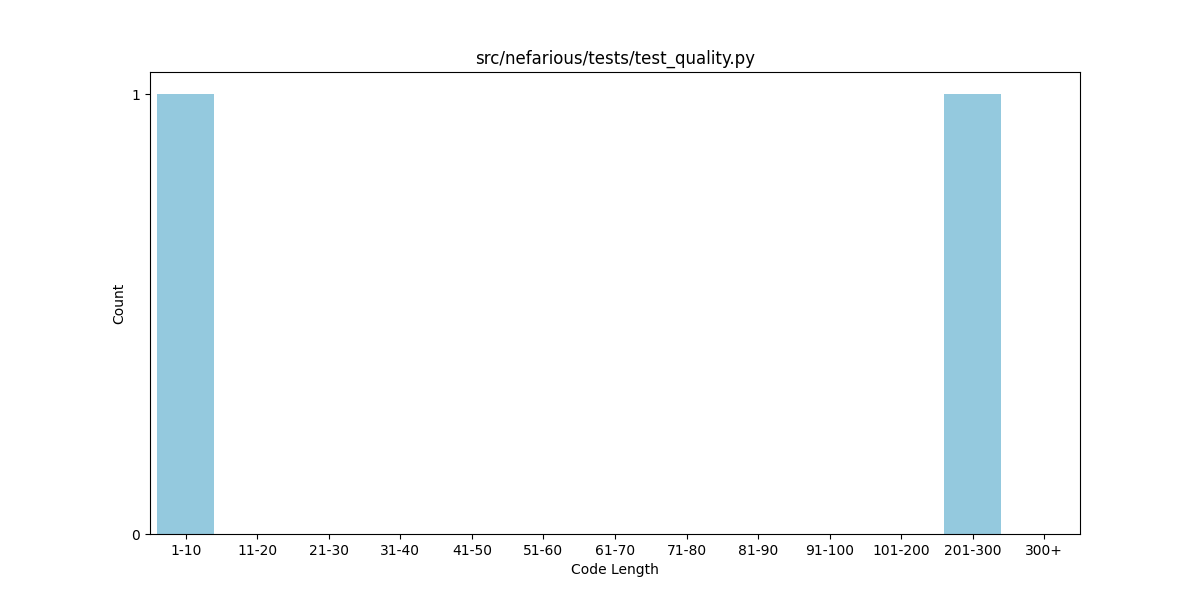 src/nefarious/tests/test_quality.py
1
0
Count
1-10 11-20 21-30 31-40 41-50 51-60 61-70 71-80 81-90 91-100 101-200 201-300 300+
Code Length